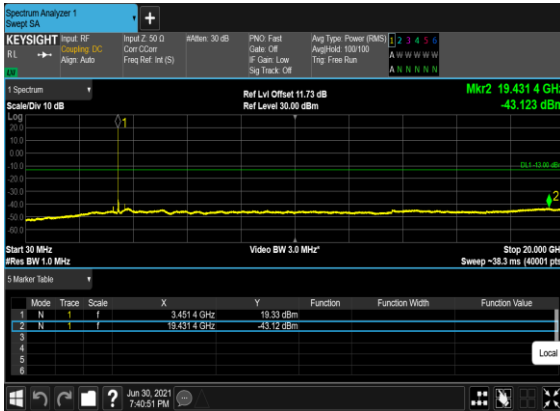 Spectrum Analyzer 1
Swept SA
+
KEYSIGHT Input: RF Input Z: 50 Ω #Atten: 30 dB PNO: Fast Avg Type: Power (RMS) 1 2 3 4 5 6
RL Coupling: DC Corr CCorr Gate: Off Avg|Hold: 100/100 A W W W W W
Align: Auto Freq Ref: Int (S) IF Gain: Low Trig: Free Run
Sig Track: Off A N N N N N
1 Spectrum Ref Lvl Offset 11.73 dB Mkr2 19.431 4 GHz
Scale/Div 10 dB Ref Level 30.00 dBm -43.123 dBm
Log
1
20.0
10.0
0.00
-10.0
DL1 -13.00 dBm
-20.0
-30.0
2
-40.0
-50.0
-60.0
Start 30 MHz Video BW 3.0 MHz* Stop 20.000 GH
#Res BW 1.0 MHz Sweep ~38.3 ms (40001 pts
5 Marker Table
Mode Trace Scale X Y Function Function Width Function Value
1 N 1 f 3.451 4 GHz 19.33 dBm
2 N 1 f 19.431 4 GHz -43.12 dBm
3
4
5
6
Local
? Jun 30, 2021
7:40:51 PM